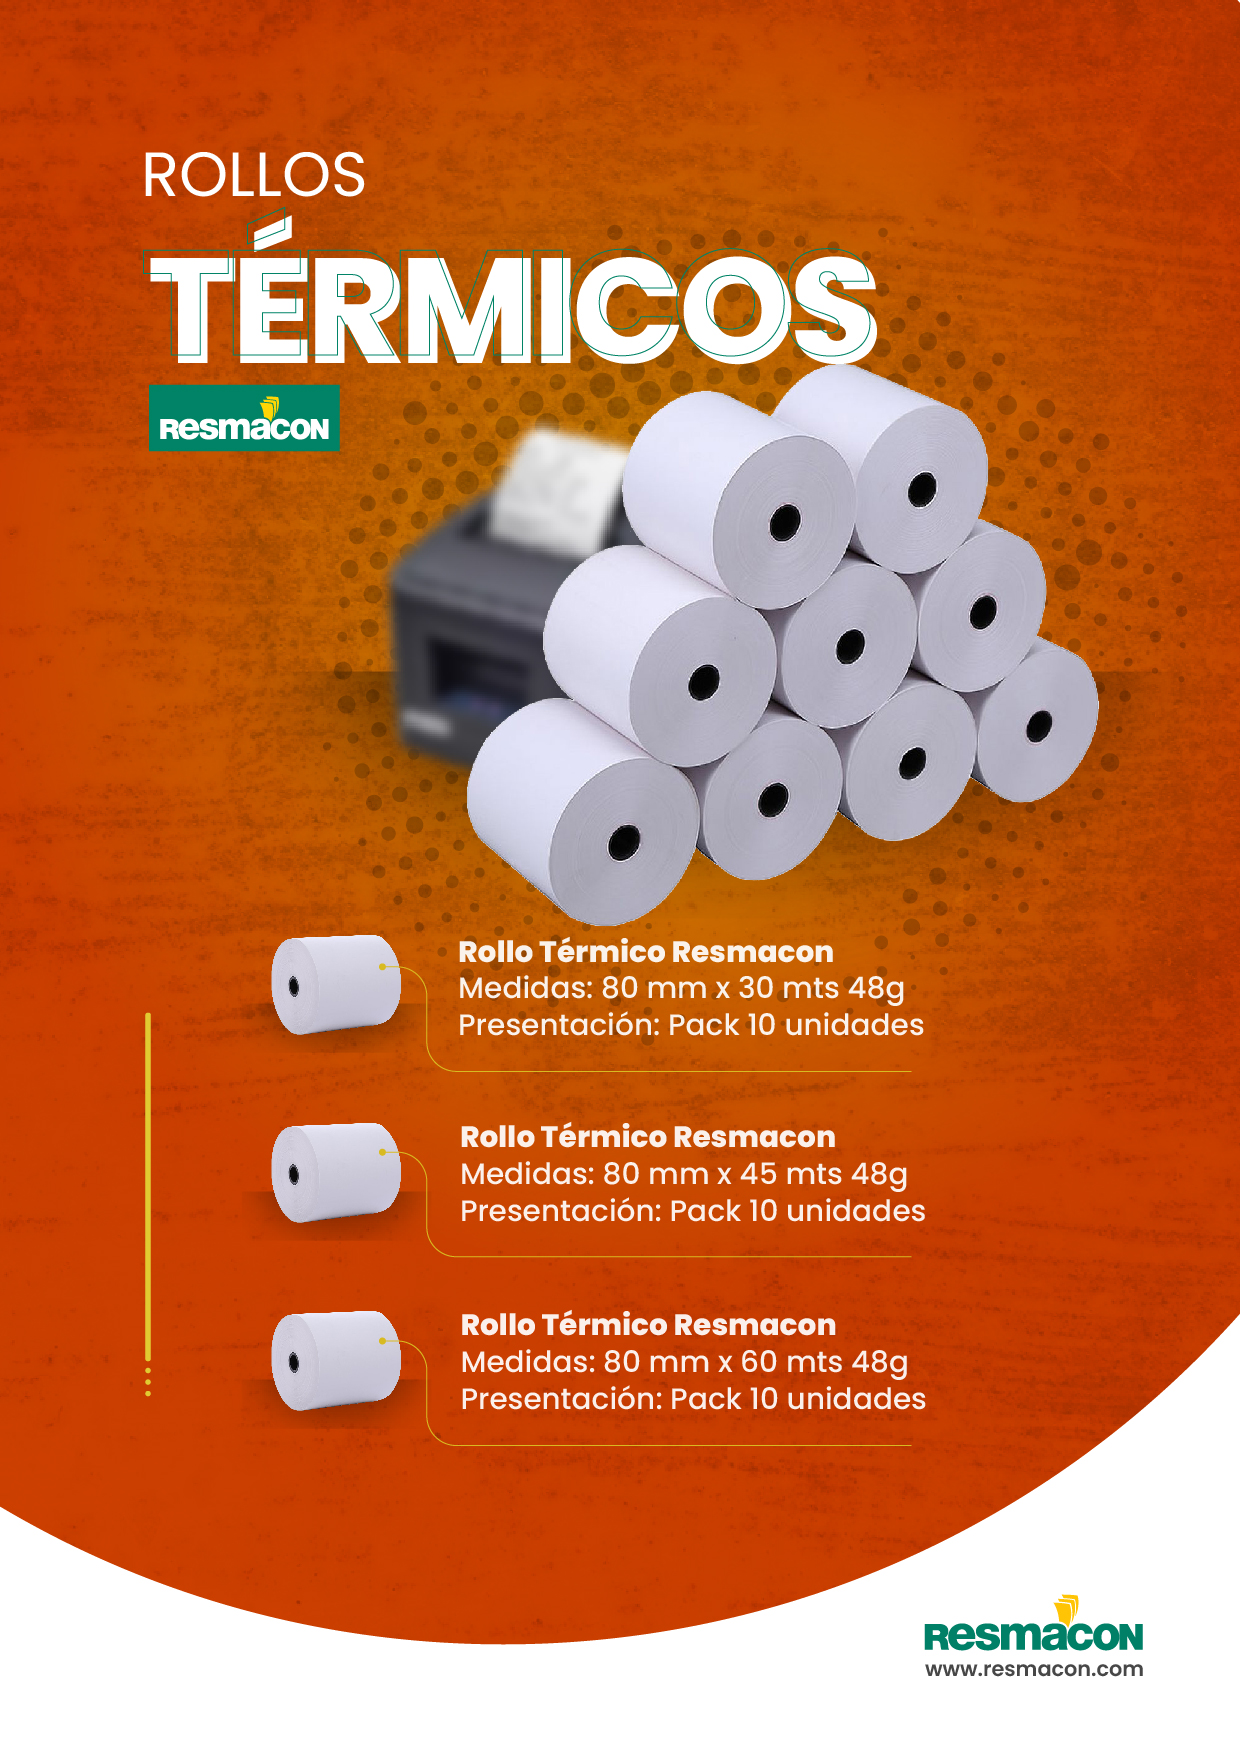 ROLLOS
TÉRMICOS
RESMACON
Rollo Térmico Resmacon
Medidas: 80 mm x 30 mts 48g
Presentación: Pack 10 unidades
Rollo Térmico Resmacon
Medidas: 80 mm x 45 mts 48g
Presentación: Pack 10 unidades
Rollo Térmico Resmacon
Medidas: 80 mm x 60 mts 48g
Presentación: Pack 10 unidades
RESMACON
www.resmacon.com